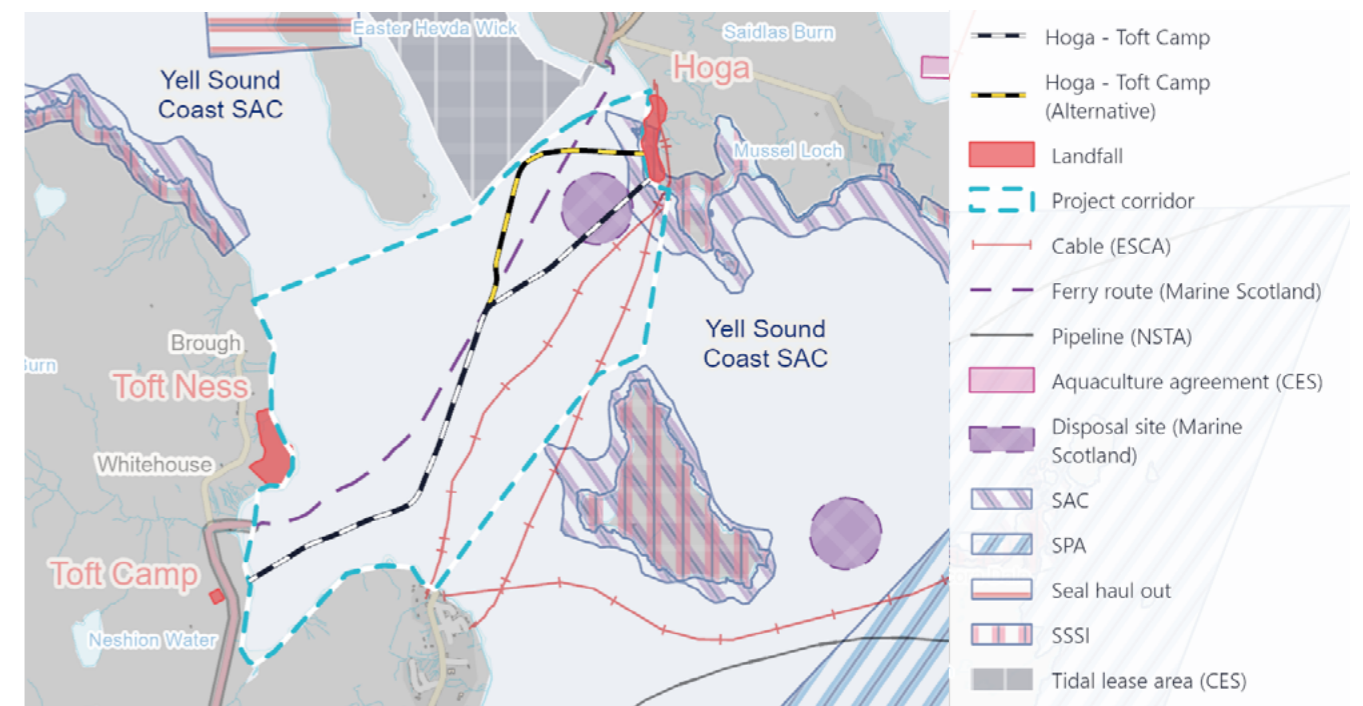 Easter Hevda Wick
Saidlas Burn
Yell Sound
Coast SAC
Hoga
Mussel Loch
Yell Sound
Coast SAC
Brough
Toft Ness
Whitehouse
Toft Camp
Neshion Water
Hoga - Toft Camp
Hoga - Toft Camp
(Alternative)
Landfall
Project corridor
Cable (ESCA)
Ferry route (Marine Scotland)
Pipeline (NSTA)
Aquaculture agreement (CES)
Disposal site (Marine
Scotland)
SAC
SPA
Seal haul out
SSSI
Tidal lease area (CES)